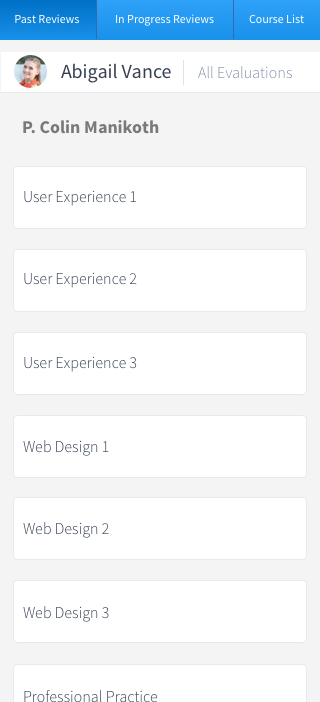 Past Reviews
In Progress Reviews
Course List
Abigail Vance
All Evaluations
P. Colin Manikoth
User Experience 1
User Experience 2
User Experience 3
Web Design 1
Web Design 2
Web Design 3
Professional Practice